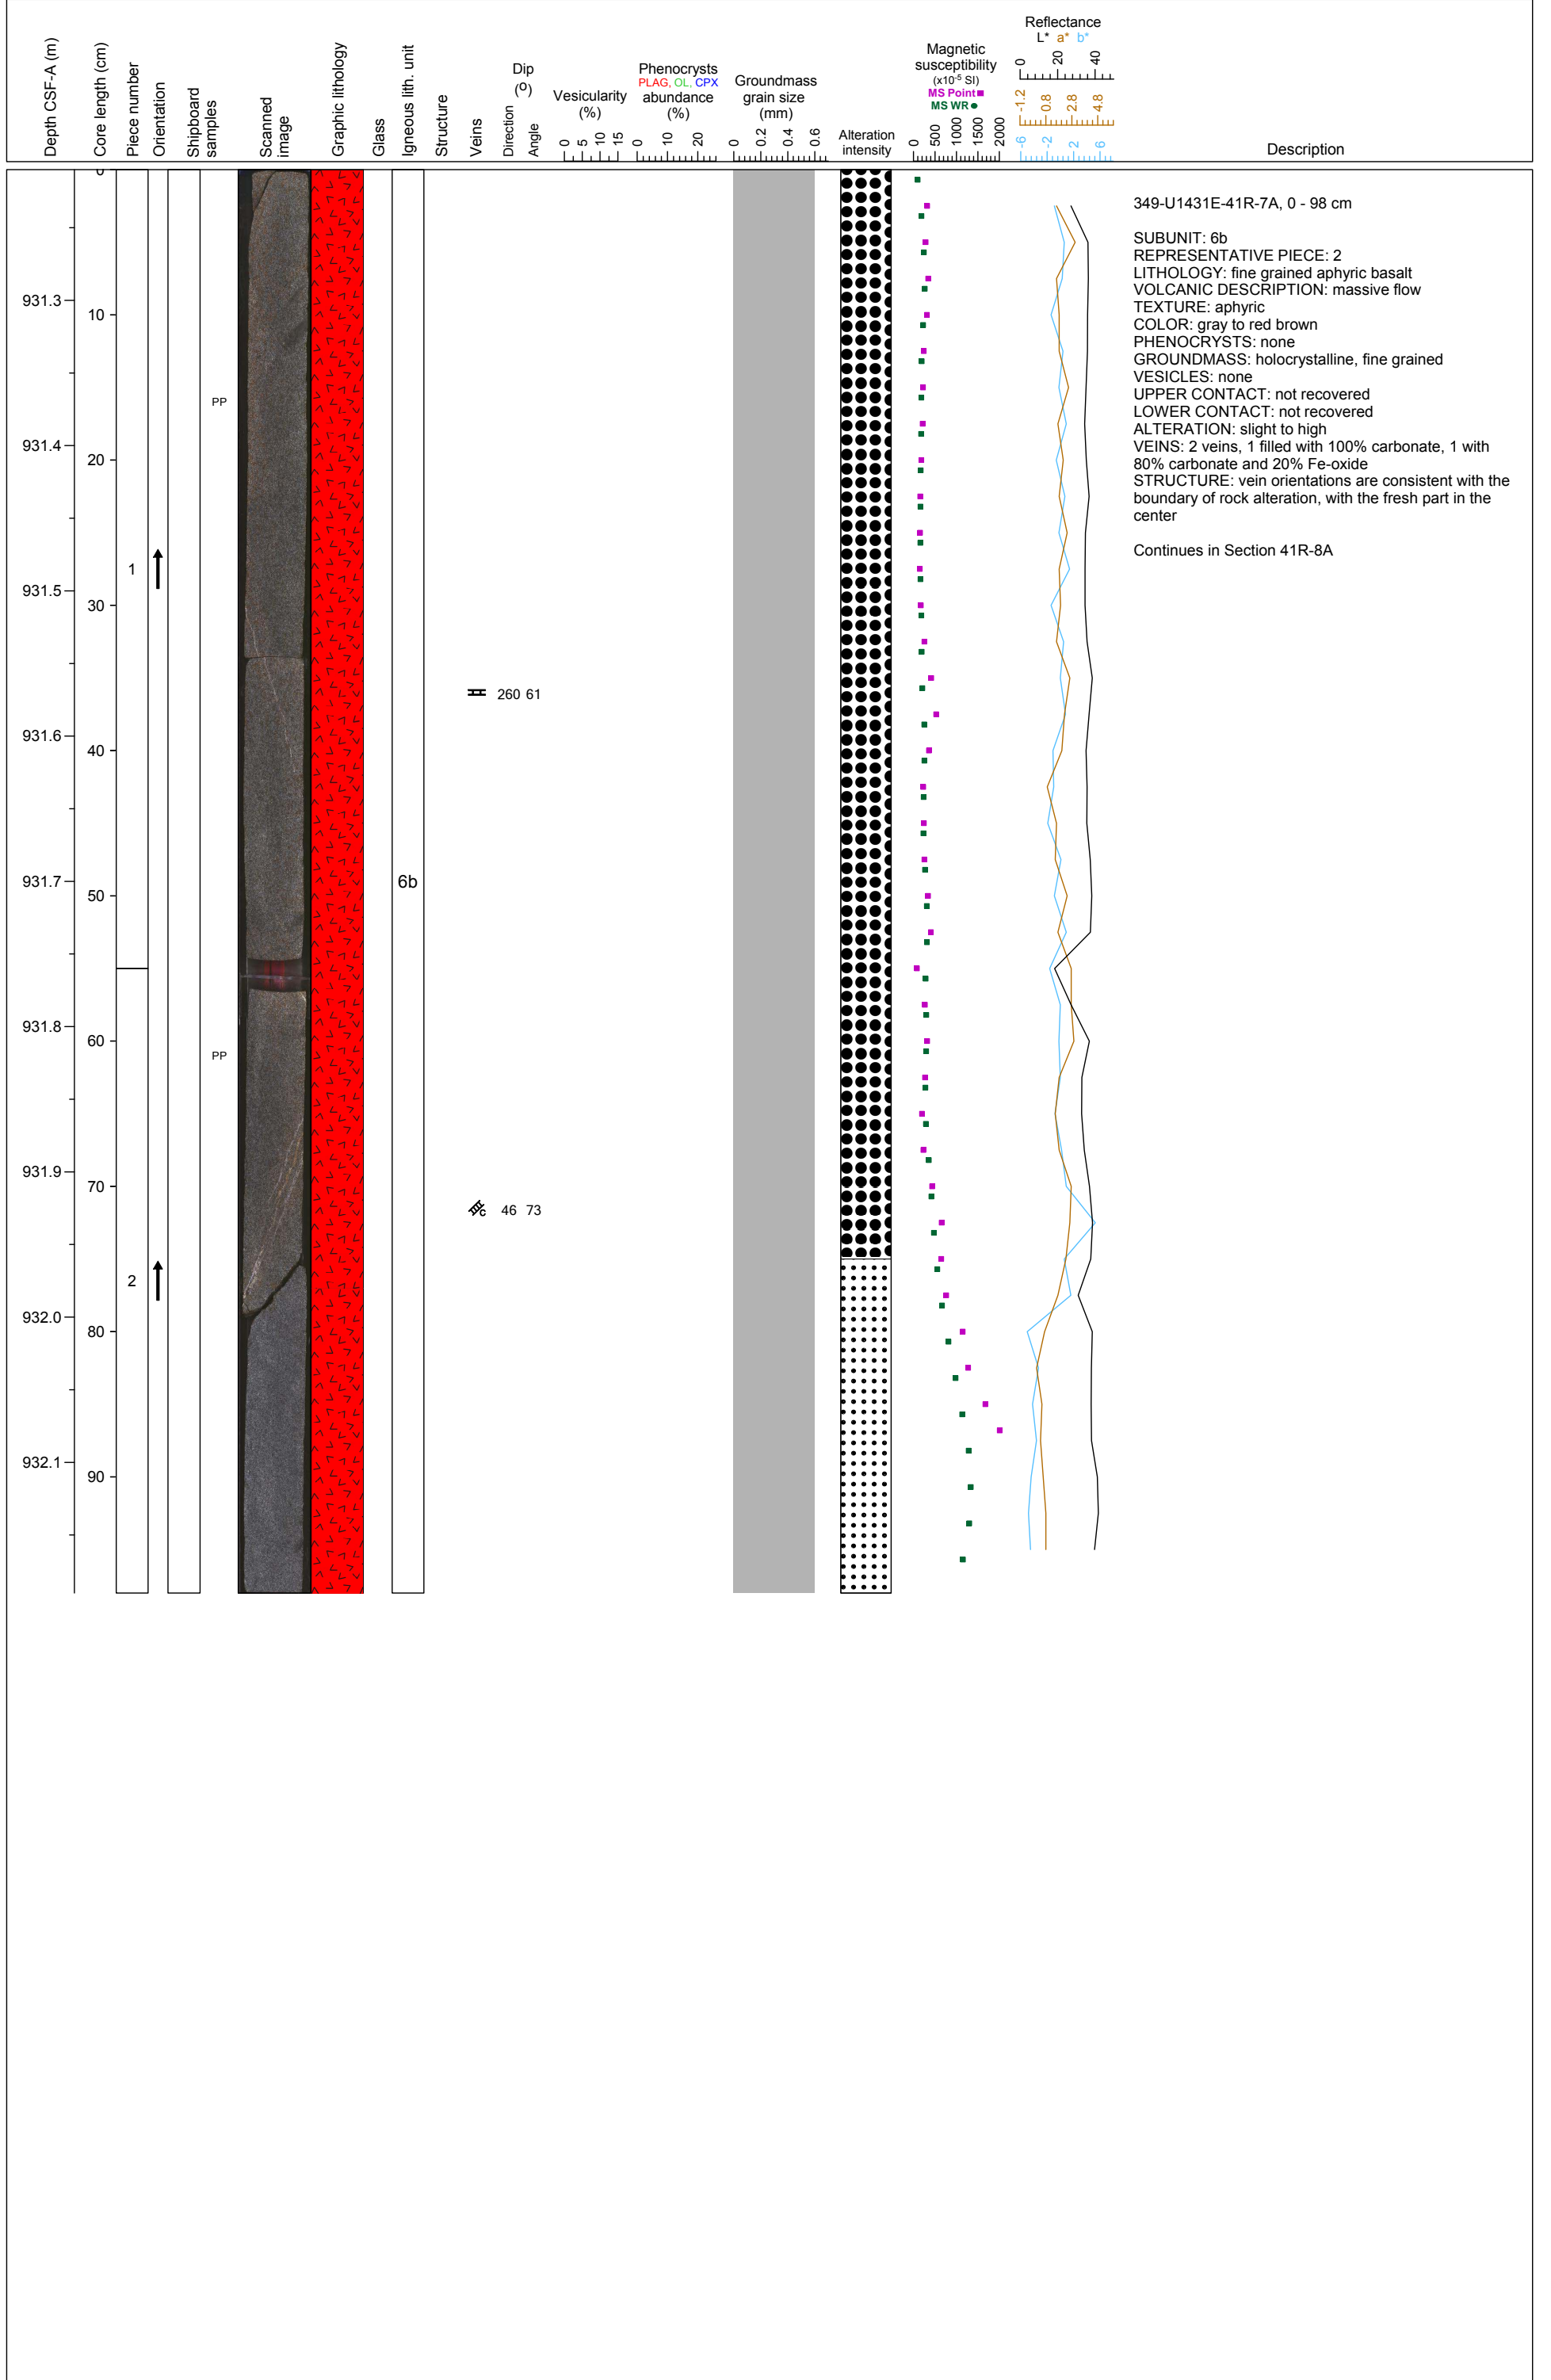 Depth CSF-A (m)
Core length (cm)
Piece number
Orientation
Shipboard
samples
Scanned
image
Graphic lithology
Glass
Igneous lith. unit
Structure
Veins
Dip
(o)
Direction
Angle
Vesicularity
(%)
0 5 10 15
Phenocrysts
PLAG, OL, CPX
abundance
(%)
0 10 20
Groundmass
grain size
(mm)
0 0.2 0.4 0.6
Alteration
intensity
Magnetic
susceptibility
(x10-5 SI)
MS Point
MS WR
0 500 1000 1500 2000
Reflectance
L* a* b*
0 20 40
-1.2 0.8 2.8 4.8
-6 -2 2 6
Description
0
931.3
10
PP
931.4
20
1
931.5
30
260 61
931.6
40
931.7
6b
50
931.8
60
PP
931.9
70
c 46 73
2
932.0
80
932.1
90
349-U1431E-41R-7A, 0 - 98 cm
SUBUNIT: 6b
REPRESENTATIVE PIECE: 2
LITHOLOGY: fine grained aphyric basalt
VOLCANIC DESCRIPTION: massive flow
TEXTURE: aphyric
COLOR: gray to red brown
PHENOCRYSTS: none
GROUNDMASS: holocrystalline, fine grained
VESICLES: none
UPPER CONTACT: not recovered
LOWER CONTACT: not recovered
ALTERATION: slight to high
VEINS: 2 veins, 1 filled with 100% carbonate, 1 with
80% carbonate and 20% Fe-oxide
STRUCTURE: vein orientations are consistent with the
boundary of rock alteration, with the fresh part in the
center
Continues in Section 41R-8A